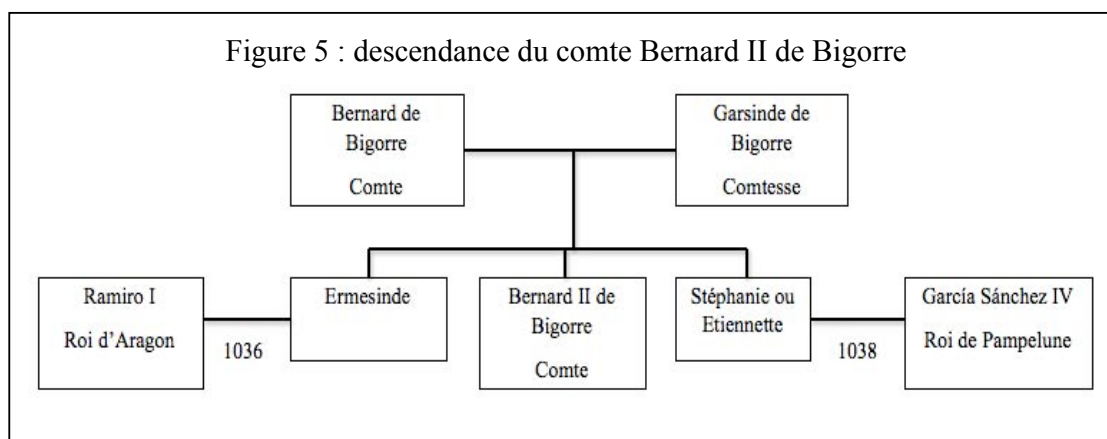 Figure 5 : descendance du comte Bernard II de Bigorre
Bernard de
Bigorre
Comte
Garsinde de
Bigorre
Comtesse
Ramiro I
Roi d’Aragon
1036
Ermesinde
Bernard II de
Bigorre
Comte
Stéphanie ou
Etiennette
1038
García Sánchez IV
Roi de Pampelune